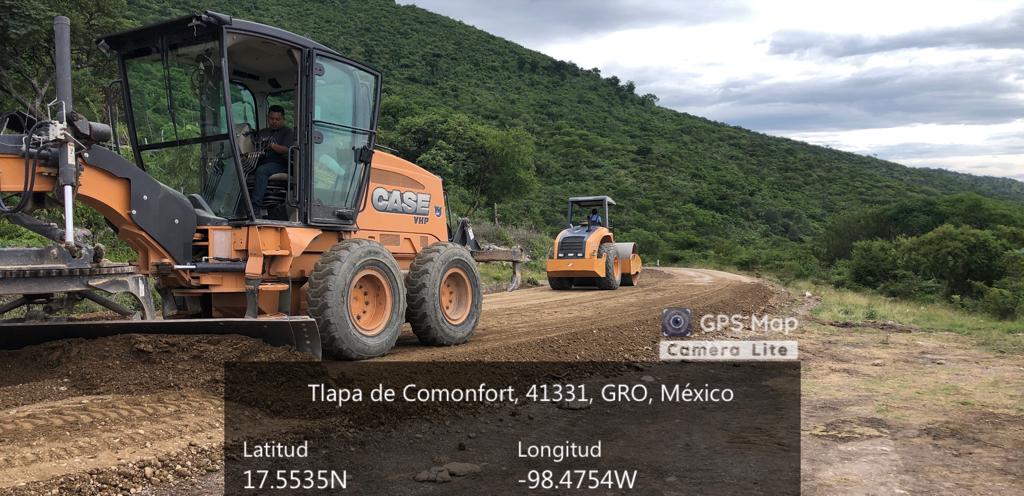 CASE
VHP
GPS Map
Camera Lite
Tlapa de Comonfort, 41331, GRO, México
Latitud
17.5535N
Longitud
-98.4754W